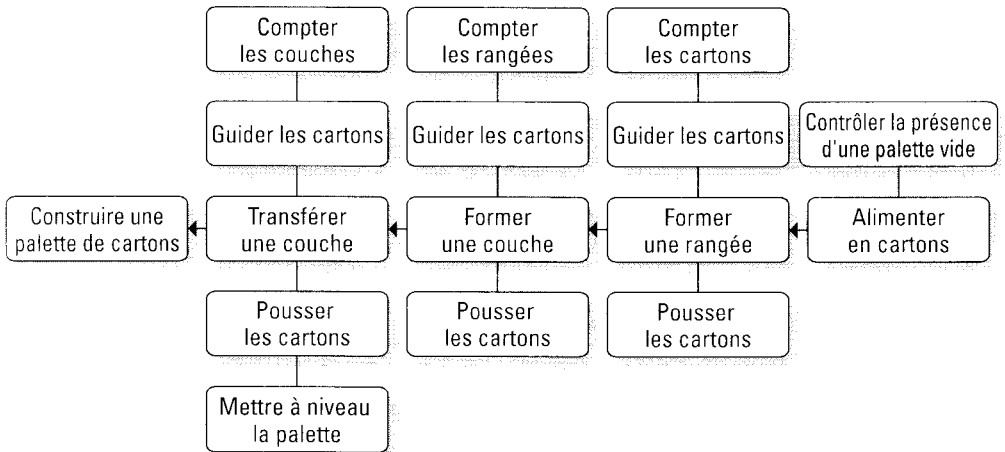 Compter
les couches
Compter
les rangées
Compter
les cartons
Guider les cartons
Guider les cartons
Guider les cartons
Contrôler la présence
d'une palette vide
Construire une
palette de cartons
Transférer
une couche
Former
une couche
Former
une rangée
Alimenter
en cartons
Pousser
les cartons
Pousser
les cartons
Pousser
les cartons
Mettre à niveau
la palette